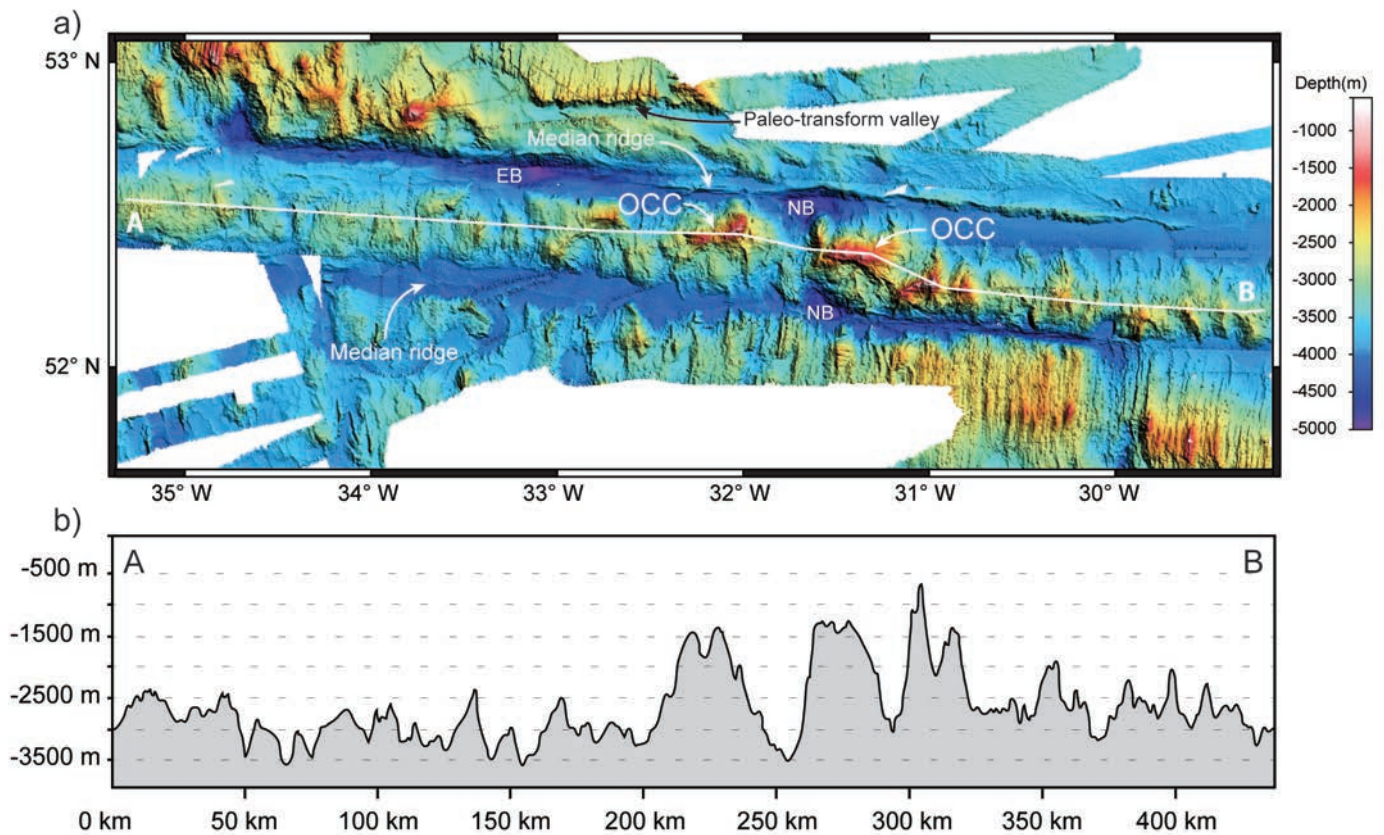 a)
53° N
52° N
Depth(m)
-1000
-1500
-2000
-2500
-3000
-3500
-4000
-4500
-5000
Paleo-transform valley
Median ridge
EB
OCC
NB
OCC
A
B
NB
Median ridge
35° W
34° W
33° W
32° W
31° W
30° W
b)
A
B
-500 m
-1500 m
-2500 m
-3500 m
0 km
50 km
100 km
150 km
200 km
250 km
300 km
350 km
400 km